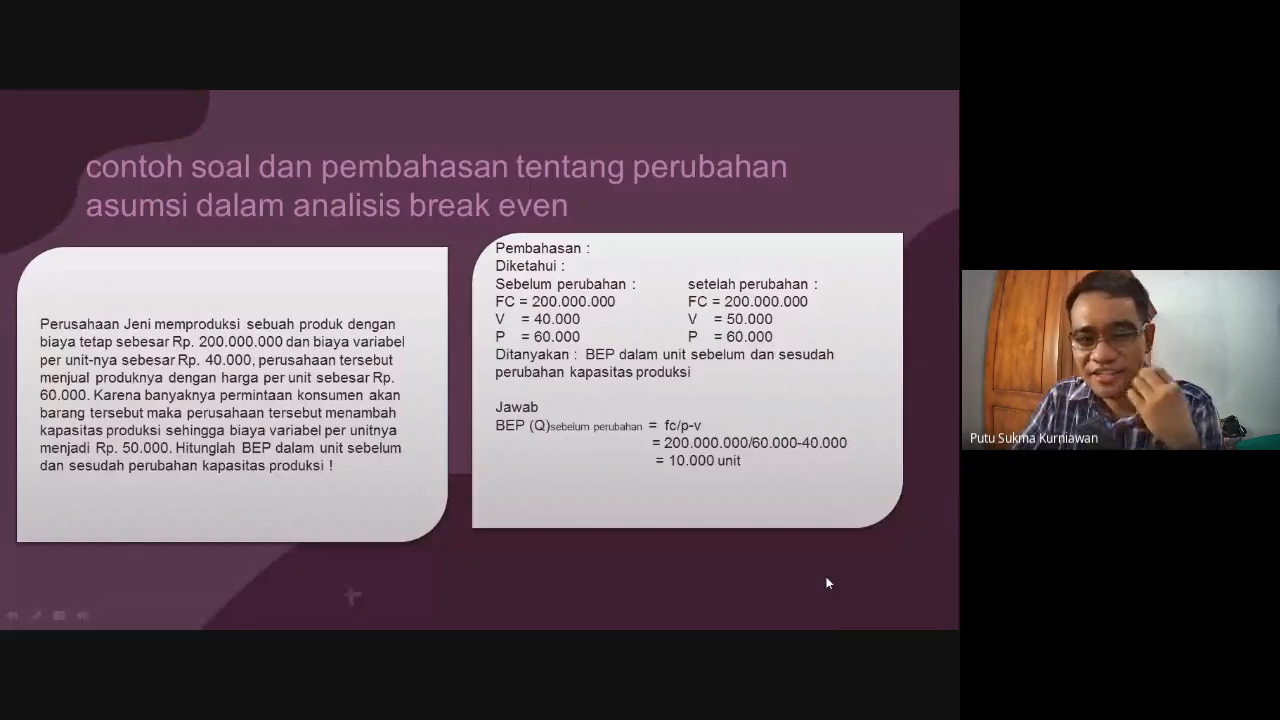 contoh soal dan pembahasan tentang perubahan
asumsi dalam analisis break even
Perusahaan Jeni memproduksi sebuah produk dengan
biaya tetap sebesar Rp. 200.000.000 dan biaya variabel
per unit-nya sebesar Rp. 40.000, perusahaan tersebut
menjual produknya dengan harga per unit sebesar Rp.
60.000. Karena banyaknya permintaan konsumen akan
barang tersebut maka perusahaan tersebut menambah
kapasitas produksi sehingga biaya variabel per unitnya
menjadi Rp. 50.000. Hitunglah BEP dalam unit sebelum
dan sesudah perubahan kapasitas produksi !
Pembahasan :
Diketahui :
Sebelum perubahan : setelah perubahan :
FC = 200.000.000 FC = 200.000.000
V = 40.000 V = 50.000
P = 60.000 P = 60.000
Ditanyakan : BEP dalam unit sebelum dan sesudah
perubahan kapasitas produksi
Jawab
BEP (Q)sebelum perubahan = fc/p-v
= 200.000.000/60.000-40.000
= 10.000 unit
Putu Sukma Kurniawan